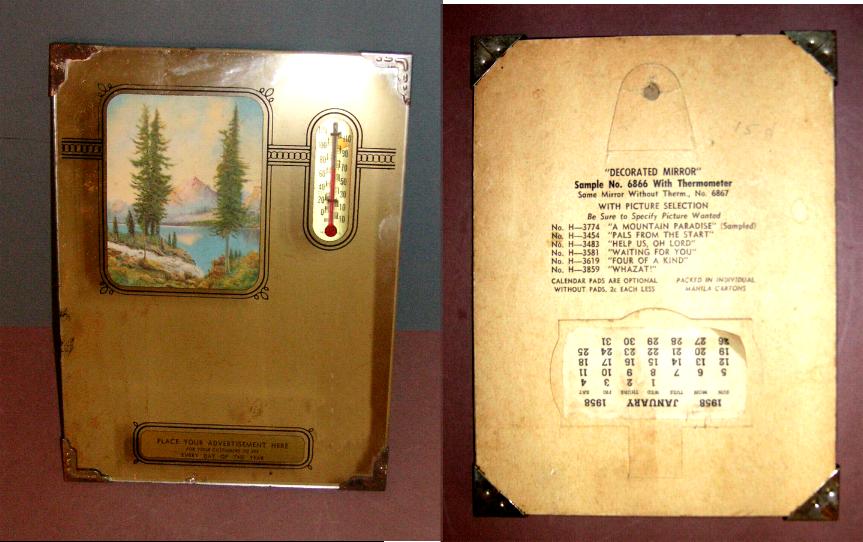 PLACE YOUR ADVERTISEMENT HERE
FOR YOUR CUSTOMERS TO SEE
EVERY DAY OF THE YEAR
"DECORATED MIRROR"
Sample No. 6866 With Thermometer
Same Mirror Without Therm., No. 6867
WITH PICTURE SELECTION
Be Sure to Specify Picture Wanted
No. H—3774 "A MOUNTAIN PARADISE" (Sampled)
No. H—3454 "PALS FROM THE START"
No. H—3483 "HELP US, OH LORD"
No. H—3581 "WAITING FOR YOU"
No. H—3619 "FOUR OF A KIND"
No. H—3859 "WHAZAT!"
CALENDAR PADS ARE OPTIONAL
WITHOUT PADS, 2c EACH LESS
PACKED IN INDIVIDUAL
MANILA CARTONS
1958 JANUARY 1958
SUN MON TUES WED THURS FRI SAT
1 2 3 4
5 6 7 8 9 10 11
12 13 14 15 16 17 18
19 20 21 22 23 24 25
26 27 28 29 30 31